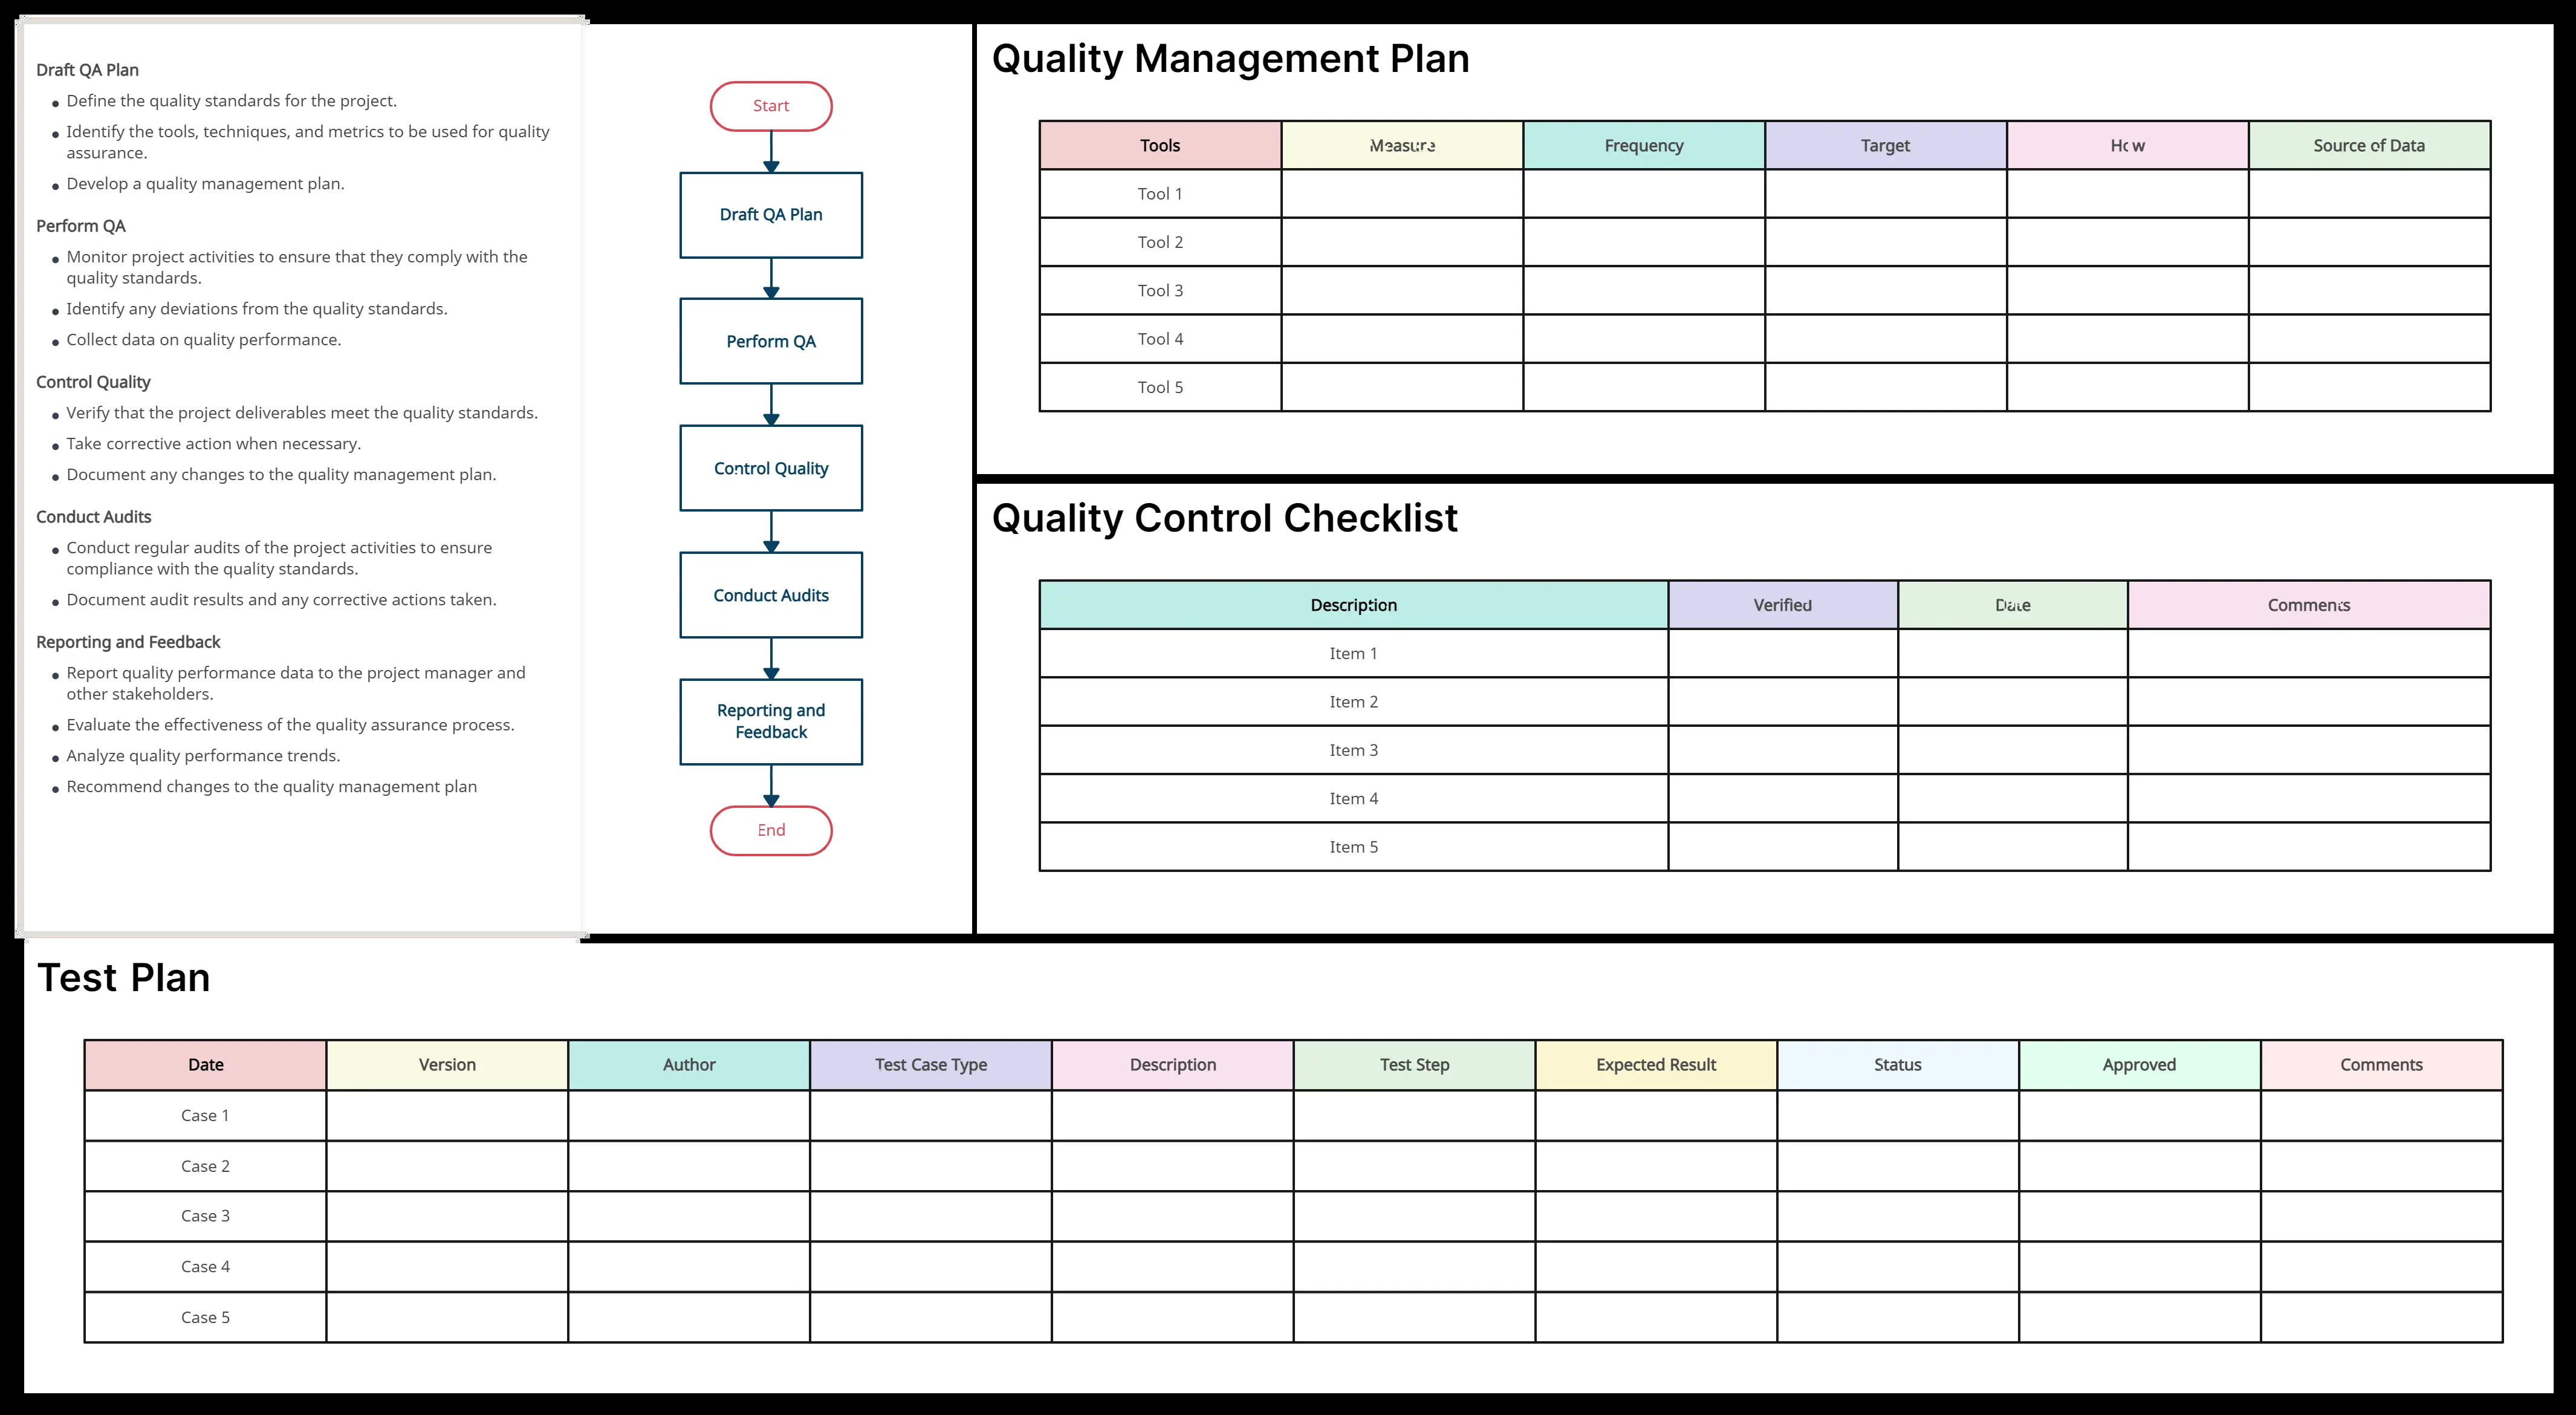 Draft QA Plan
Define the quality standards for the project.
Identify the tools, techniques, and metrics to be used for quality
assurance.
Develop a quality management plan.
Perform QA
Monitor project activities to ensure that they comply with the
quality standards.
Identify any deviations from the quality standards.
Collect data on quality performance.
Control Quality
Verify that the project deliverables meet the quality standards.
Take corrective action when necessary.
Document any changes to the quality management plan.
Conduct Audits
Conduct regular audits of the project activities to ensure
compliance with the quality standards.
Document audit results and any corrective actions taken.
Reporting and Feedback
Report quality performance data to the project manager and
other stakeholders.
Evaluate the effectiveness of the quality assurance process.
Analyze quality performance trends.
Recommend changes to the quality management plan
Start
Draft QA Plan
Perform QA
Control Quality
Conduct Audits
Reporting and
Feedback
End
Quality Management Plan
Tools Measure Frequency Target How Source of Data
Tool 1
Tool 2
Tool 3
Tool 4
Tool 5
Quality Control Checklist
Description Verified Date Comments
Item 1
Item 2
Item 3
Item 4
Item 5
Test Plan
Date Version Author Test Case Type Description Test Step Expected Result Status Approved Comments
Case 1
Case 2
Case 3
Case 4
Case 5